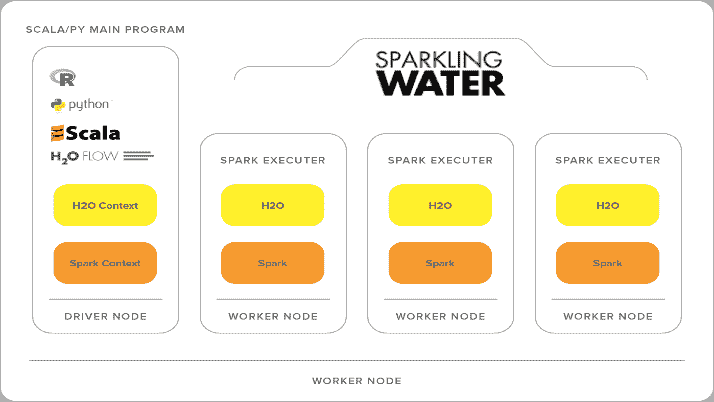 SCALA/PY MAIN PROGRAM
R
python
Scala
H2O FLOW
H2O Context
Spark Context
DRIVER NODE
SPARKLING
WATER
SPARK EXECUTER
H2O
Spark
WORKER NODE
SPARK EXECUTER
H2O
Spark
WORKER NODE
SPARK EXECUTER
H2O
Spark
WORKER NODE
WORKER NODE